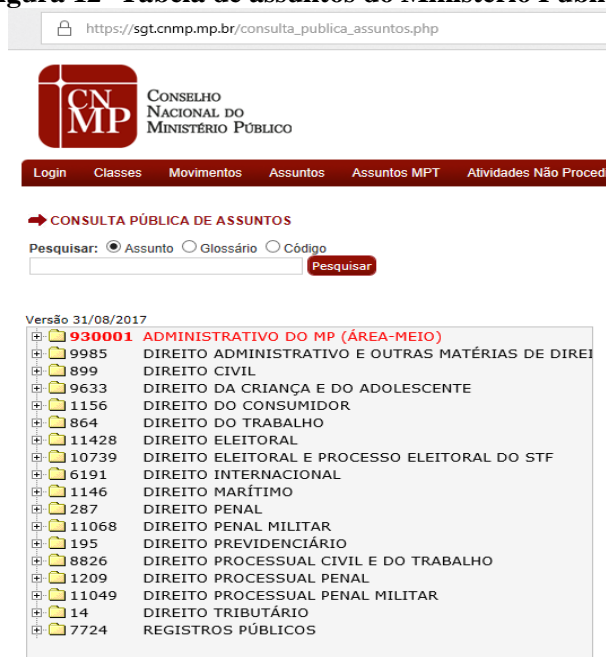 https://sgt.cnmp.mp.br/consulta_publica_assuntos.php
CNMP
CONSELHO
NACIONAL DO
MINISTÉRIO PÚBLICO
Login Classes Movimentos Assuntos Assuntos MPT Atividades Não Proced
CONSULTA PÚBLICA DE ASSUNTOS
Pesquisar: Assunto Glossário Código
Pesquisar
Versão 31/08/2017
930001 ADMINISTRATIVO DO MP (ÁREA-MEIO)
9985 DIREITO ADMINISTRATIVO E OUTRAS MATÉRIAS DE DIREI
899 DIREITO CIVIL
9633 DIREITO DA CRIANÇA E DO ADOLESCENTE
1156 DIREITO DO CONSUMIDOR
864 DIREITO DO TRABALHO
11428 DIREITO ELEITORAL
10739 DIREITO ELEITORAL E PROCESSO ELEITORAL DO STF
6191 DIREITO INTERNACIONAL
1146 DIREITO MARÍTIMO
287 DIREITO PENAL
11068 DIREITO PENAL MILITAR
195 DIREITO PREVIDENCIÁRIO
8826 DIREITO PROCESSUAL CIVIL E DO TRABALHO
1209 DIREITO PROCESSUAL PENAL
11049 DIREITO PROCESSUAL PENAL MILITAR
14 DIREITO TRIBUTÁRIO
7724 REGISTROS PÚBLICOS